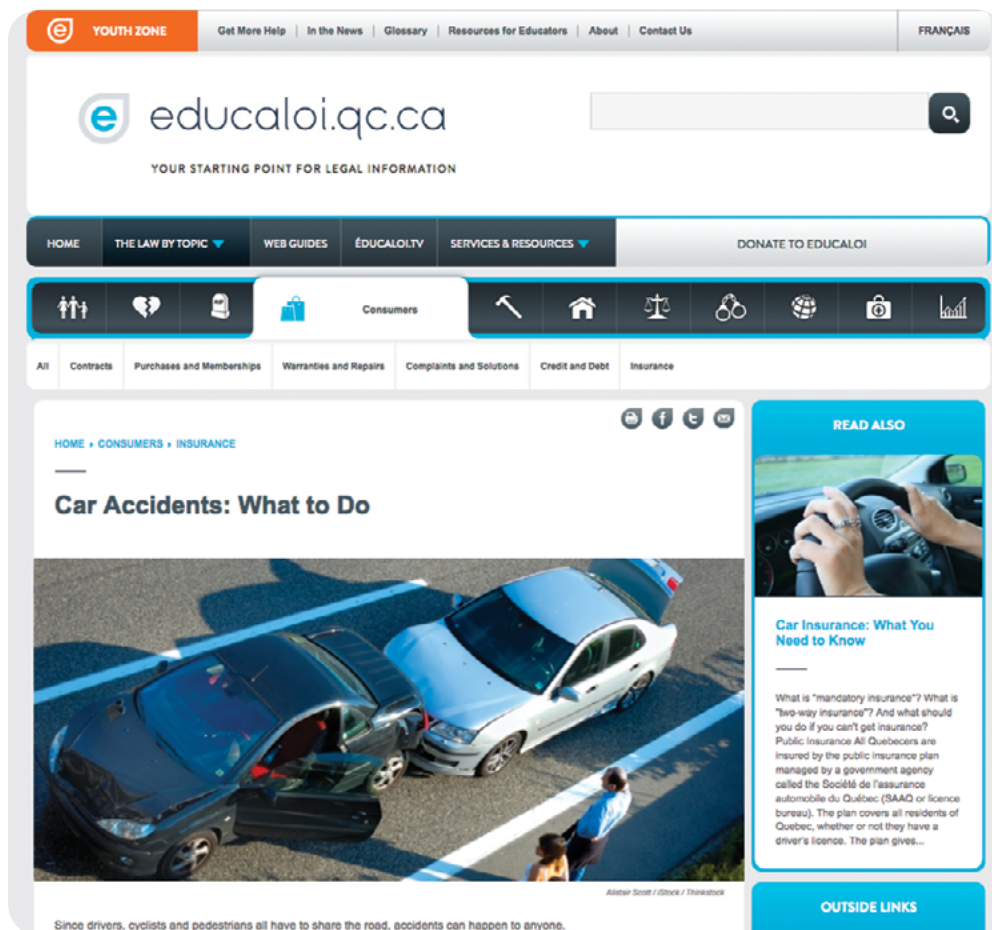 e YOUTH ZONE Get More Help | In the News | Glossary | Resources for Educators | About | Contact Us FRANÇAIS
e educaloi.qc.ca
YOUR STARTING POINT FOR LEGAL INFORMATION
HOME THE LAW BY TOPIC WEB GUIDES ÉDUCALOI.TV SERVICES & RESOURCES DONATE TO EDUCALOI
RIP Consumers
All Contracts Purchases and Memberships Warranties and Repairs Complaints and Solutions Credit and Debt Insurance
HOME ▸ CONSUMERS ▸ INSURANCE
Car Accidents: What to Do
Alistair Scott / iStock / Thinkstock
Since drivers, cyclists and pedestrians all have to share the road, accidents can happen to anyone.
READ ALSO
Car Insurance: What You
Need to Know
What is "mandatory insurance"? What is
"two-way insurance"? And what should
you do if you can't get insurance?
Public Insurance All Quebecers are
insured by the public insurance plan
managed by a government agency
called the Société de l'assurance
automobile du Québec (SAAQ or licence
bureau). The plan covers all residents of
Quebec, whether or not they have a
driver's licence. The plan gives...
OUTSIDE LINKS